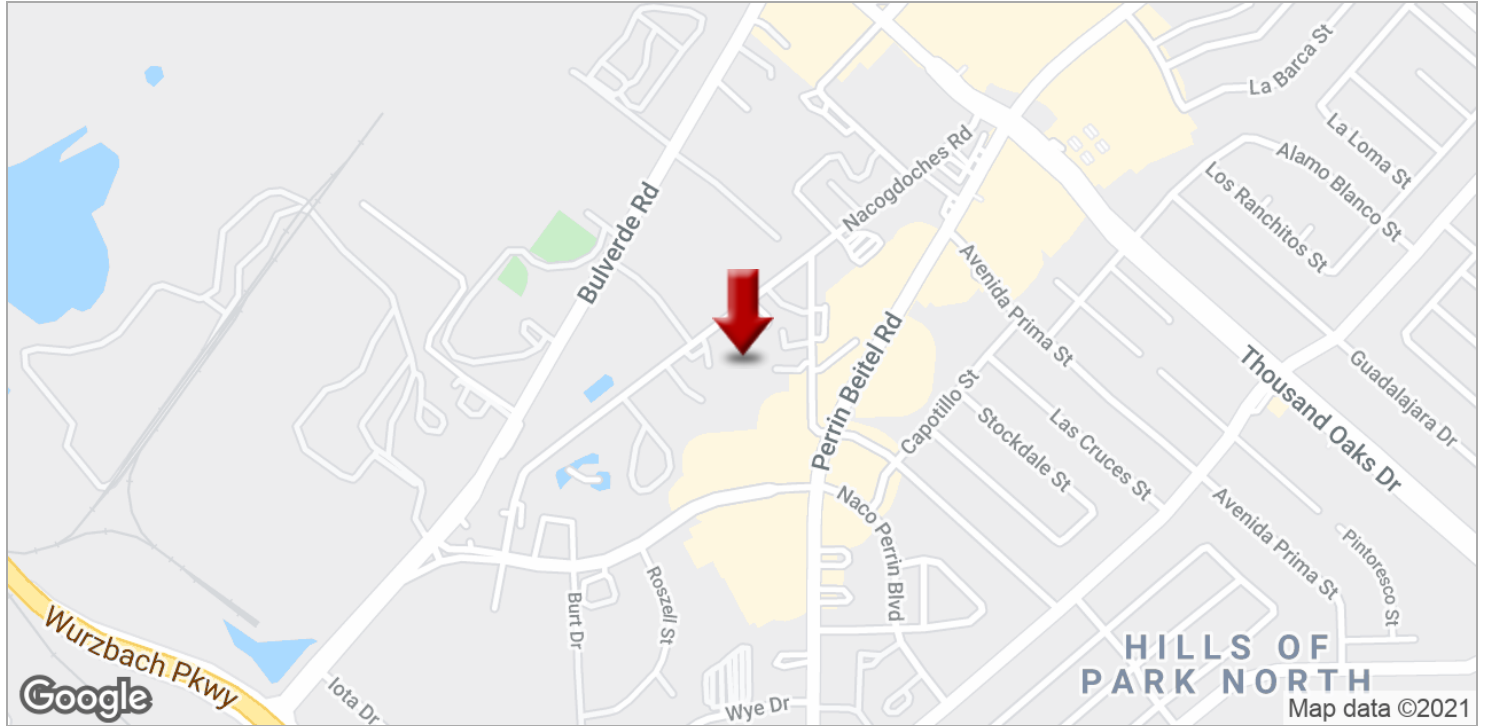 La Barca St
La Loma St
Nacogdoches Rd
Alamo Blanco St
Los Ranchitos St
Bulverde Rd
Avenida Prima St
Perrin Beitel Rd
Thousand Oaks Dr
Guadalajara Dr
Capotillo St
Las Cruces St
Stockdale St
Naco Perrin Blvd
Avenida Prima St
Pintoresco St
Roszell St
Burt Dr
Wurzbach Pkwy
HILLS OF
PARK NORTH
Iota Dr
Wye Dr
Google
Map data ©2021